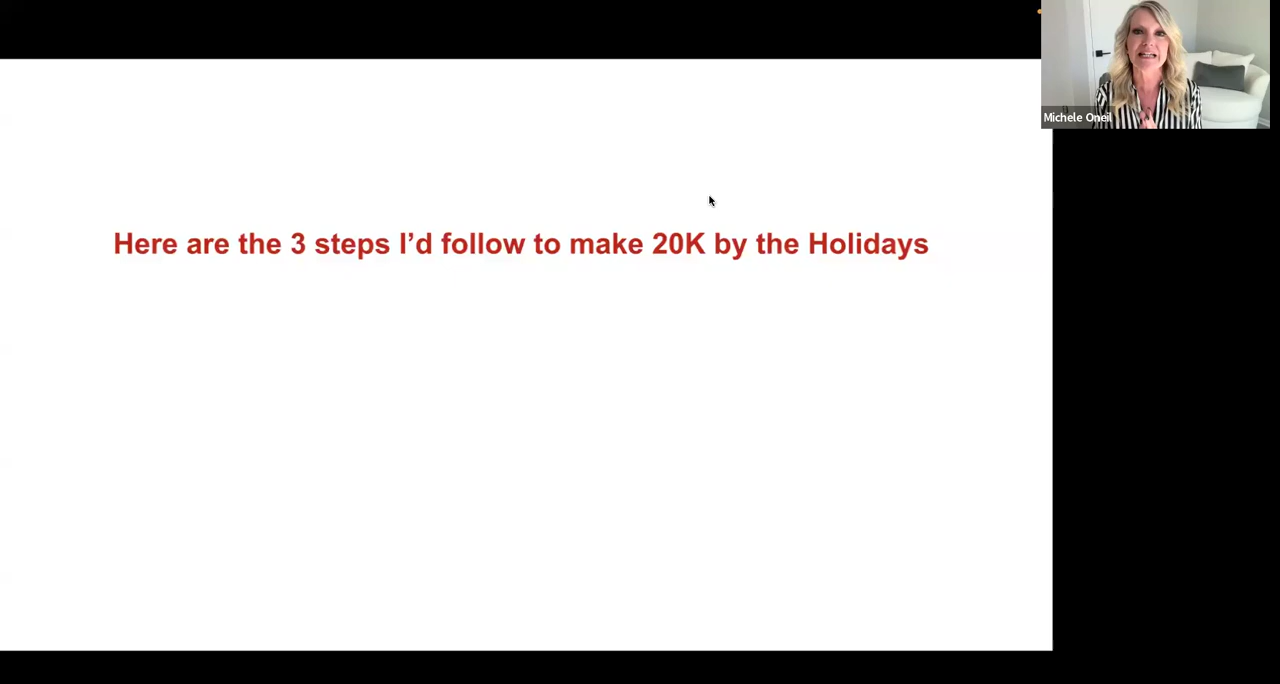 Michele Oneil
Here are the 3 steps I’d follow to make 20K by the Holidays